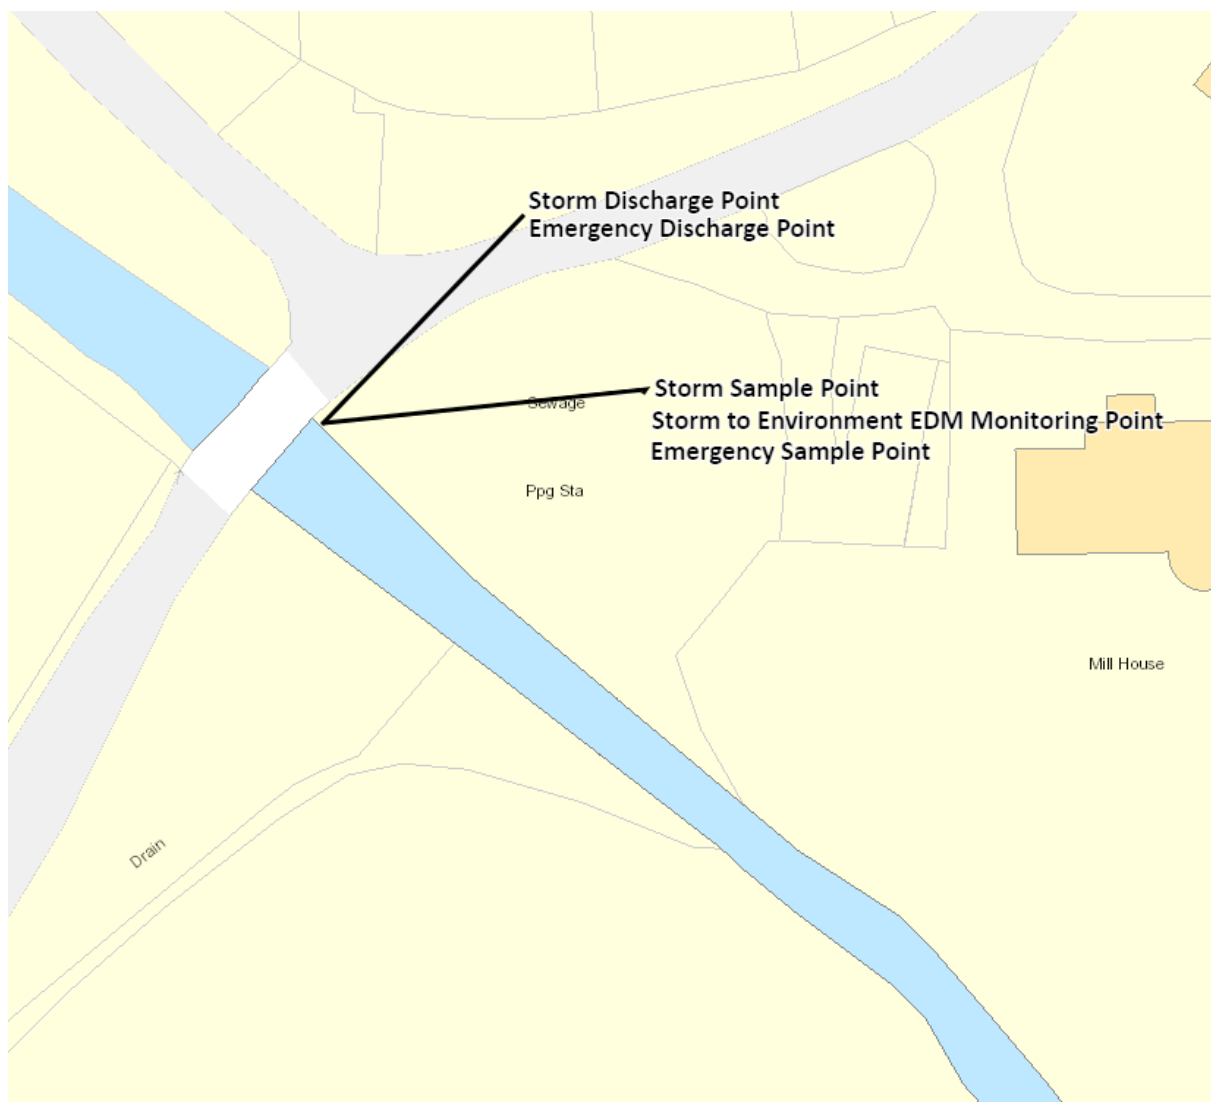 Storm Discharge Point
Emergency Discharge Point
Storm Sample Point
Sewage
Storm to Environment EDM Monitoring Point
Emergency Sample Point
Ppg Sta
Mill House
Drain